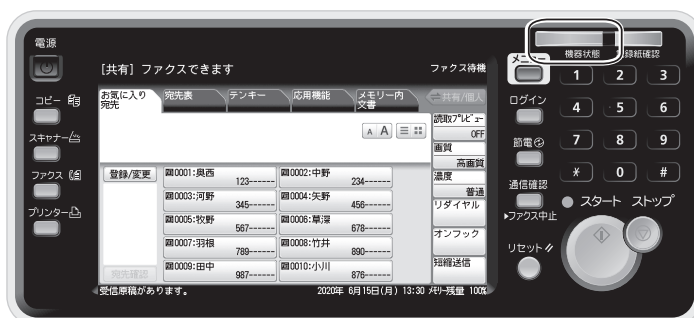 電源
コピー
スキャナー
ファクス
プリンター
[共有] ファクスできます
ファクス待機
お気に入り
宛先
宛先表
テンキー
応用機能
メモリー内
文書
共有/個人
A A
読取プレビュー
OFF
画質
高画質
濃度
普通
リダイヤル
オンフック
短縮送信
登録/変更
0001:奥西
123------
0002:中野
234------
0003:河野
345------
0004:矢野
456------
0005:牧野
567------
0006:草深
678------
0007:羽根
789------
0008:竹井
890------
0009:田中
987------
0010:小川
876------
宛先確認
受信原稿があります。
2020年 6月15日(月) 13:30
メモリー残量 100%
機器状態
録紙確認
メニュー
ログイン
節電
通信確認
▶ファクス中止
リセット
1 2 3
4 5 6
7 8 9
* 0 #
スタート
ストップ